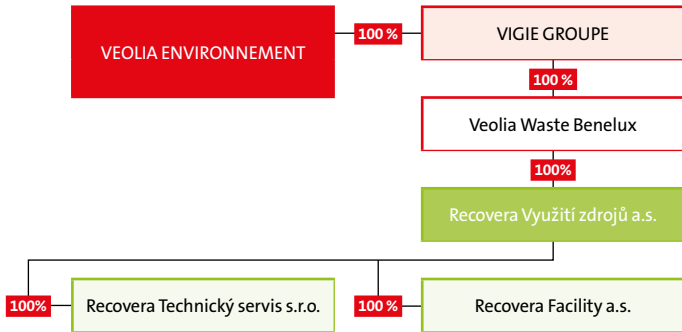 VEOLIA ENVIRONNEMENT
100 %
VIGIE GROUPE
100 %
Veolia Waste Benelux
100%
Recovera Využití zdrojů a.s.
100%
Recovera Technický servis s.r.o.
100 %
Recovera Facility a.s.